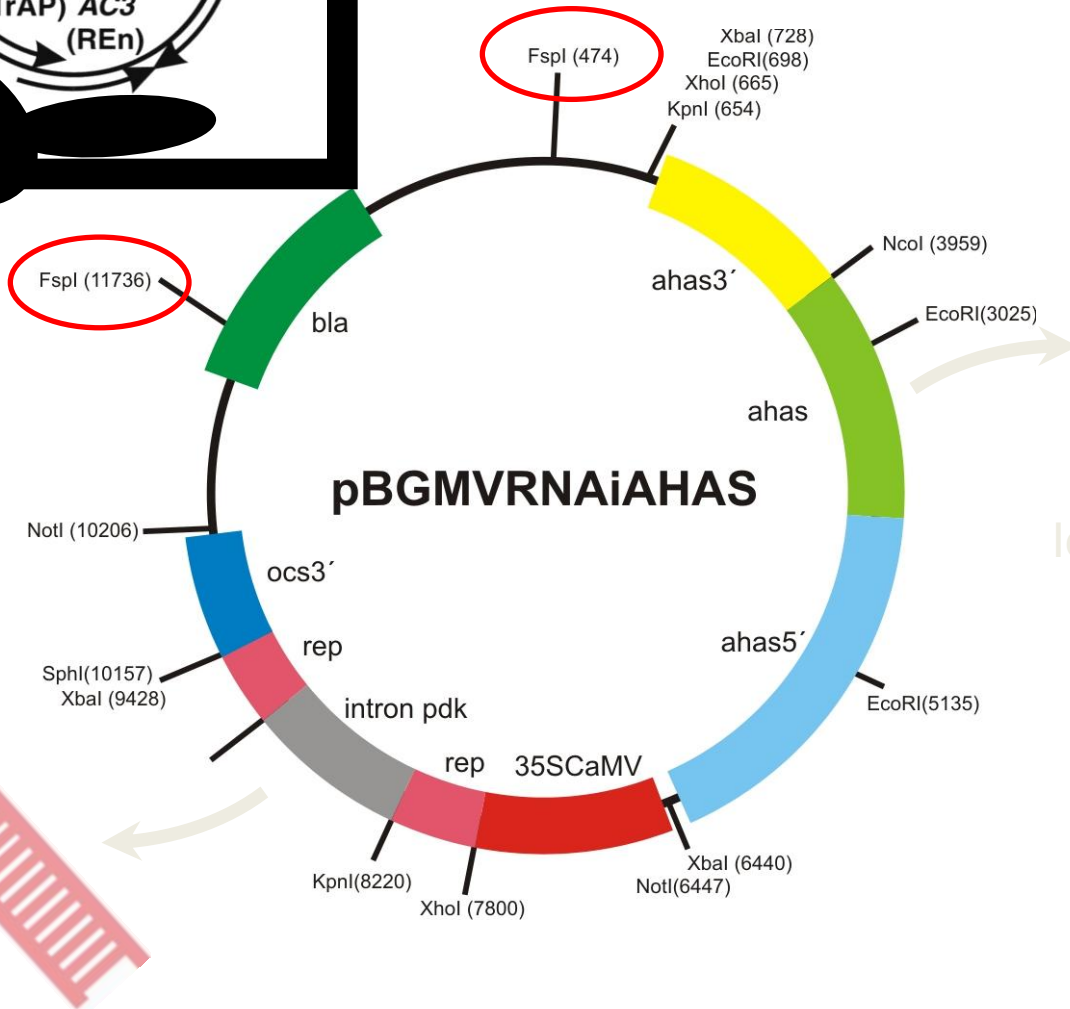 rAP) AC3
(REn)
FspI (474)
XbaI (728)
EcoRI(698)
XhoI (665)
KpnI (654)
NcoI (3959)
EcoRI(3025)
ahas3´
FspI (11736)
bla
ahas
pBGMVRNAiAHAS
NotI (10206)
ocs3´
ahas5´
rep
SphI(10157)
XbaI (9428)
EcoRI(5135)
intron pdk
rep
35SCaMV
KpnI(8220)
XhoI (7800)
XbaI (6440)
NotI(6447)